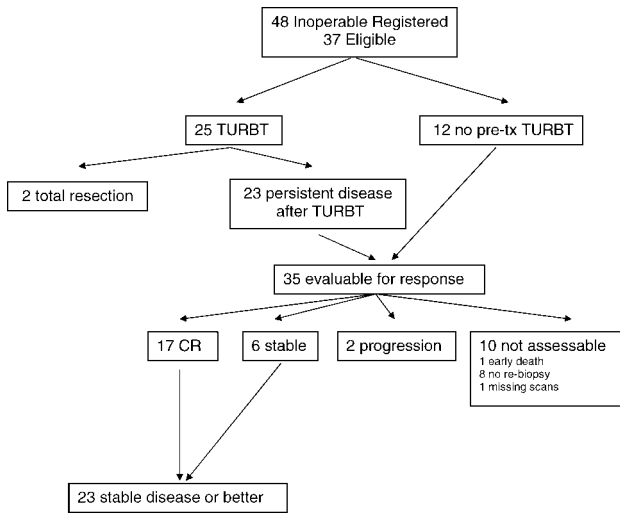 48 Inoperable Registered
37 Eligible
25 TURBT
12 no pre-tx TURBT
2 total resection
23 persistent disease
after TURBT
35 evaluable for response
17 CR
6 stable
2 progression
10 not assessable
1 early death
8 no re-biopsy
1 missing scans
23 stable disease or better